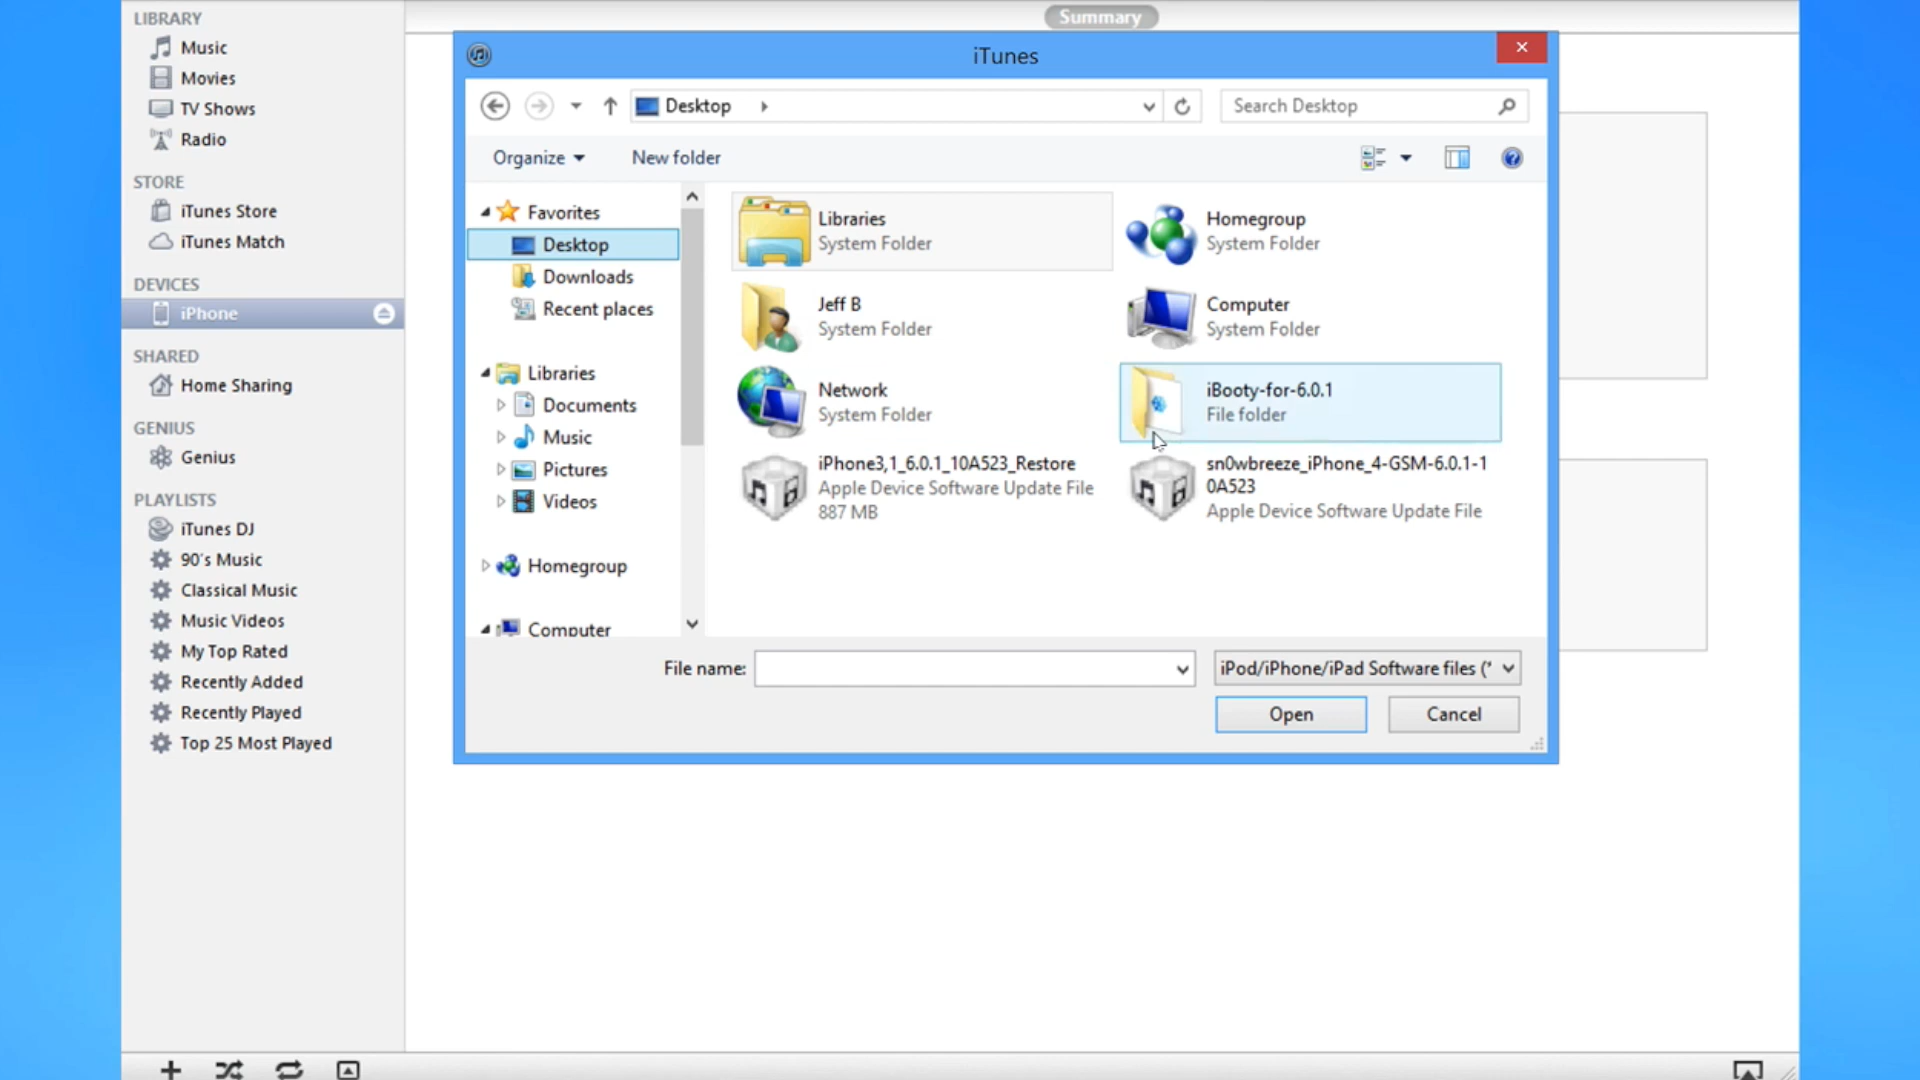 Summary
LIBRARY
Music
Movies
TV Shows
Radio
STORE
iTunes Store
iTunes Match
DEVICES
iPhone
SHARED
Home Sharing
GENIUS
Genius
PLAYLISTS
iTunes DJ
90's Music
Classical Music
Music Videos
My Top Rated
Recently Added
Recently Played
Top 25 Most Played
iTunes
Desktop
Search Desktop
Organize
New folder
Favorites
Desktop
Downloads
Recent places
Libraries
Documents
Music
Pictures
Videos
Homegroup
Computer
Libraries
System Folder
Homegroup
System Folder
Jeff B
System Folder
Computer
System Folder
Network
System Folder
iBooty-for-6.0.1
File folder
iPhone3,1_6.0.1_10A523_Restore
Apple Device Software Update File
887 MB
sn0wbreeze_iPhone_4-GSM-6.0.1-1
0A523
Apple Device Software Update File
File name:
iPod/iPhone/iPad Software files (*
Open
Cancel